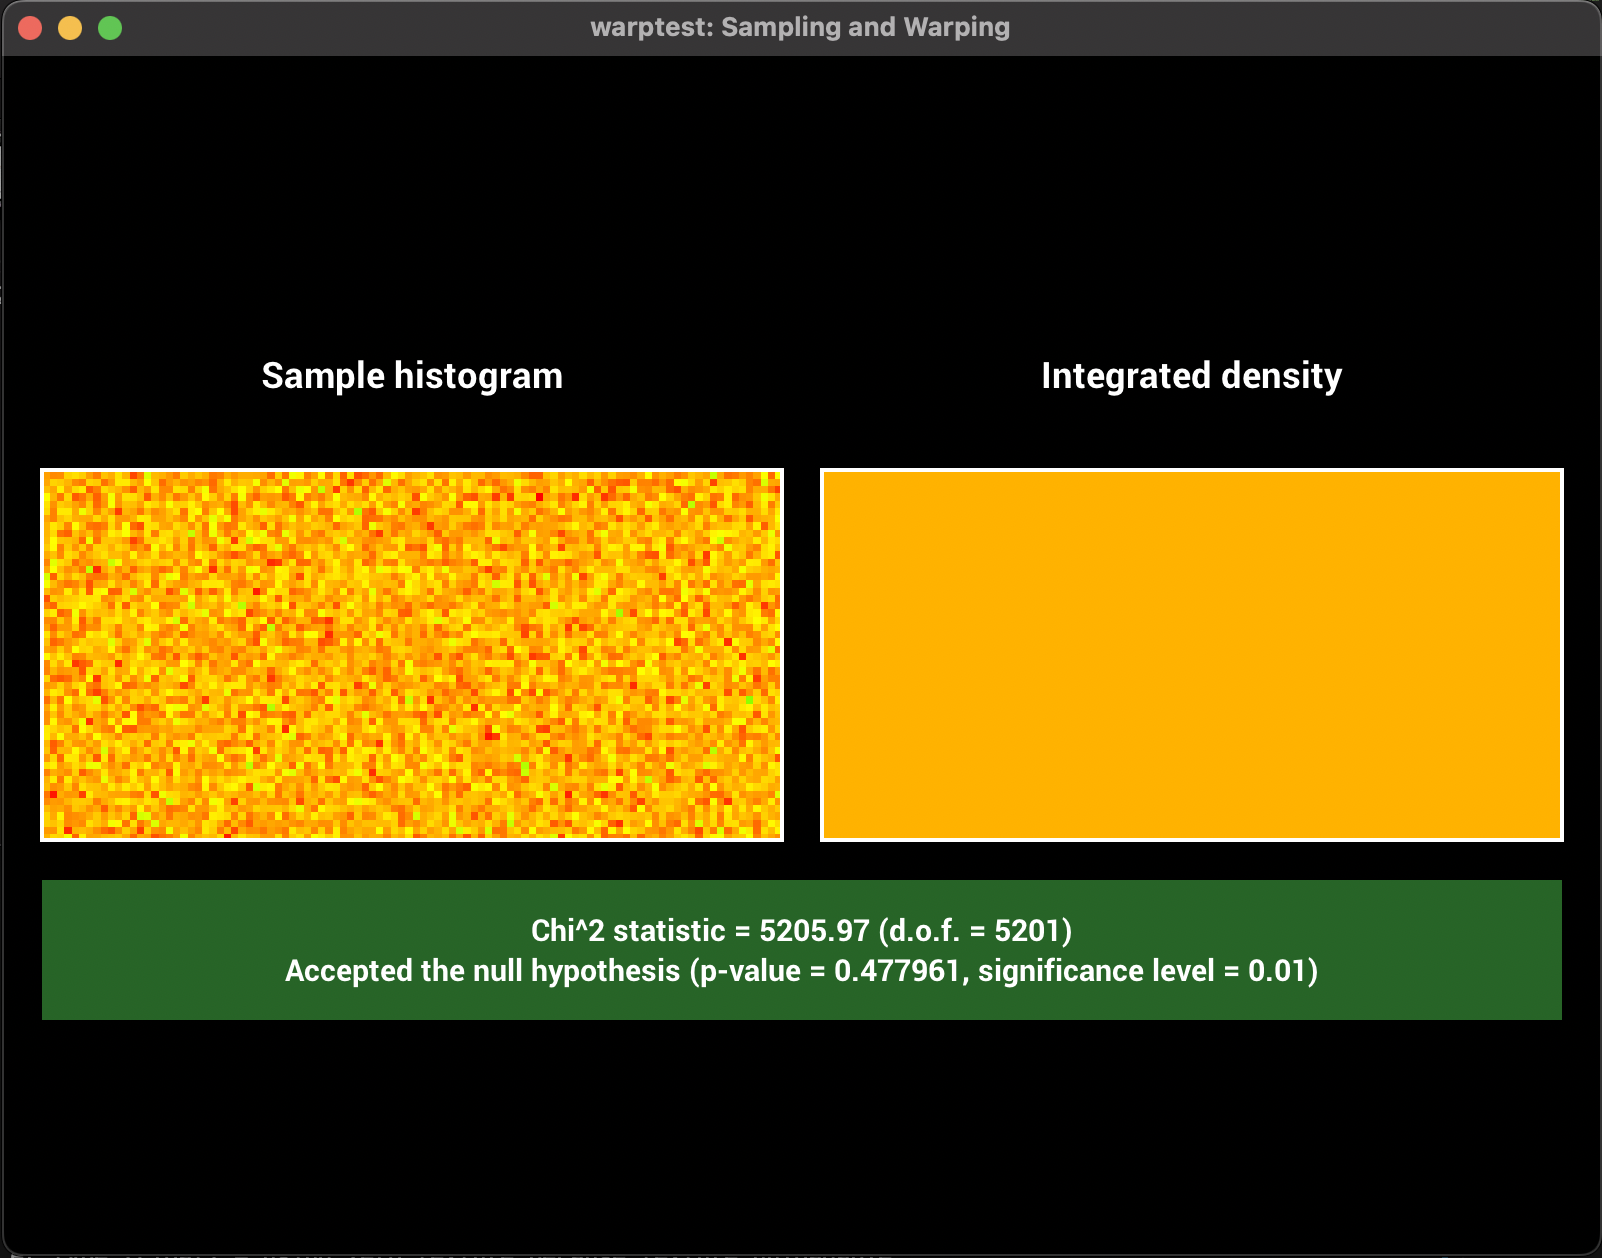 warptest: Sampling and Warping
Sample histogram
Integrated density
Chi^2 statistic = 5205.97 (d.o.f. = 5201)
Accepted the null hypothesis (p-value = 0.477961, significance level = 0.01)